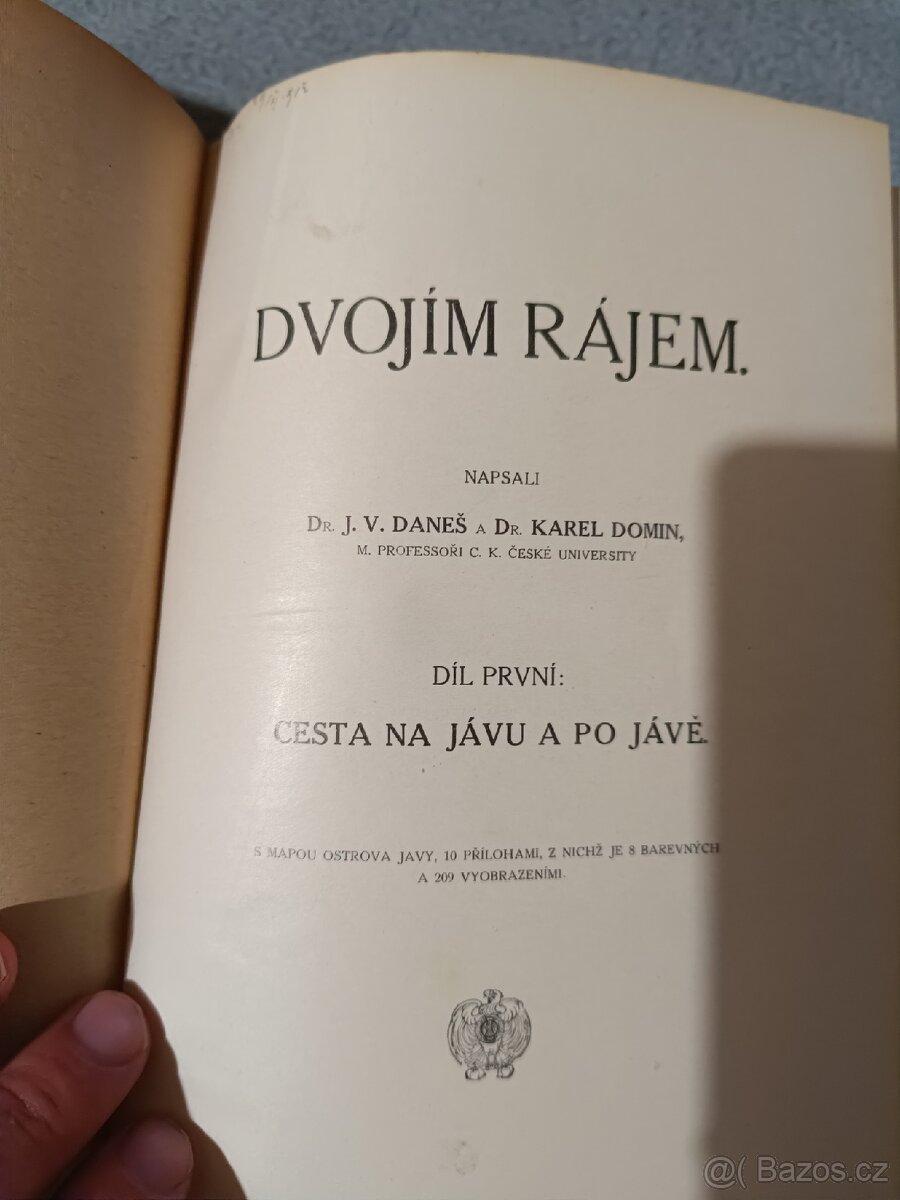 DVOJÍM RÁJEM.
NAPSALI
DR. J. V. DANEŠ A DR. KAREL DOMIN,
M. PROFESSOŘI C. K. ČESKÉ UNIVERSITY
DÍL PRVNÍ:
CESTA NA JÁVU A PO JÁVĚ.
S MAPOU OSTROVA JAVY, 10 PŘÍLOHAMI, Z NICHŽ JE 8 BAREVNÝCH
A 209 VYOBRAZENÍMI.
@( Bazos.cz